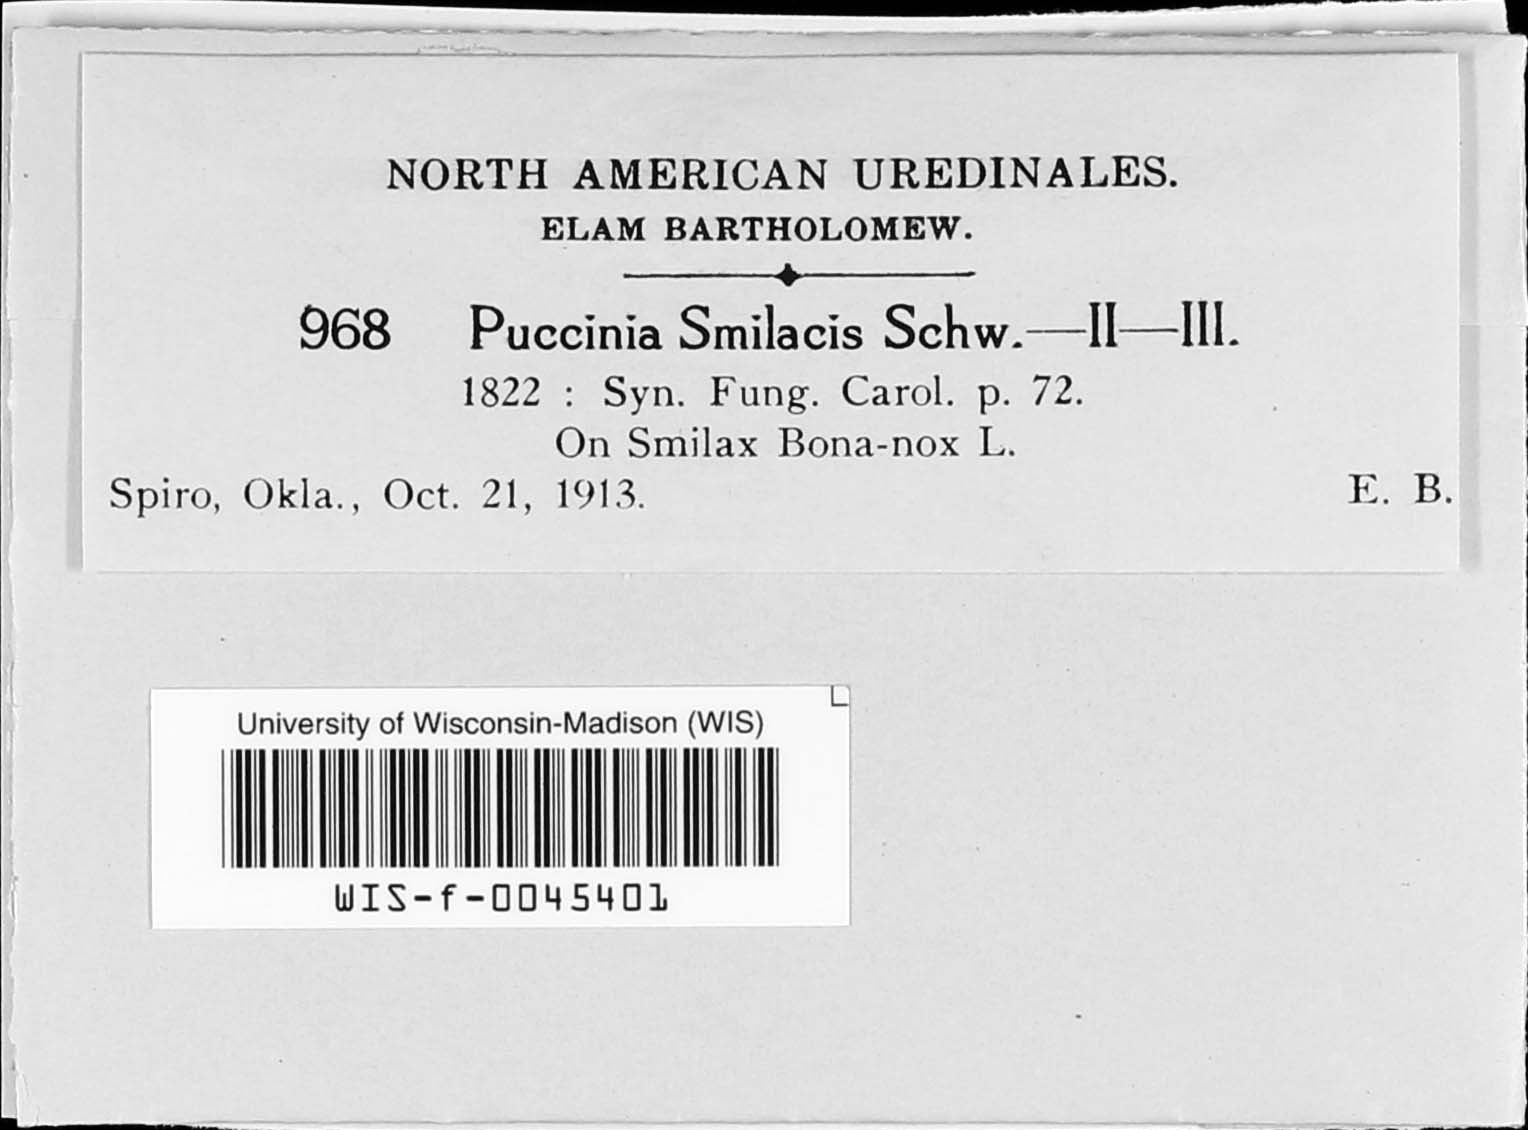 NORTH AMERICAN UREDINALES.
ELAM BARTHOLOMEW.
968 Puccinia Smilacis Schw.—II—III.
1822 : Syn. Fung. Carol. p. 72.
On Smilax Bona-nox L.
Spiro, Okla., Oct. 21, 1913. E. B.
University of Wisconsin-Madison (WIS)
WIS-f-0045401